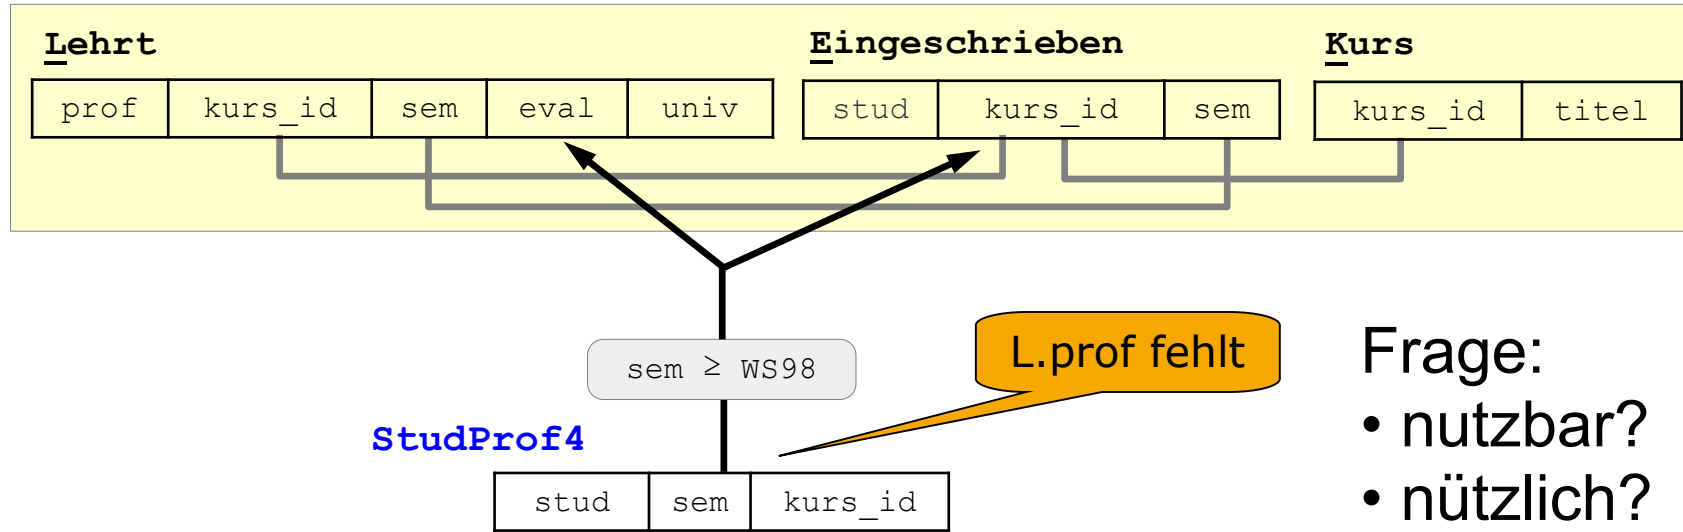 Lehrt
prof kurs_id sem eval univ
Eingeschrieben
stud kurs_id sem
Kurs
kurs_id titel
sem ≥ WS98
L.prof fehlt
StudProf4
stud sem kurs_id
Frage:
• nutzbar?
• nützlich?